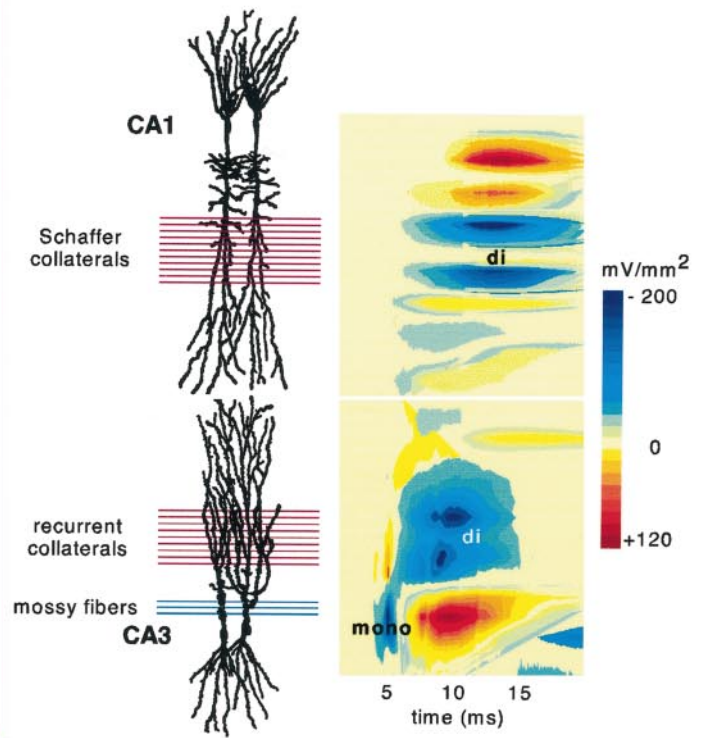 CA1
Schaffer
collaterals
di
mV/mm2
- 200
0
+120
recurrent
collaterals
di
mossy fibers
CA3
mono
5 10 15
time (ms)